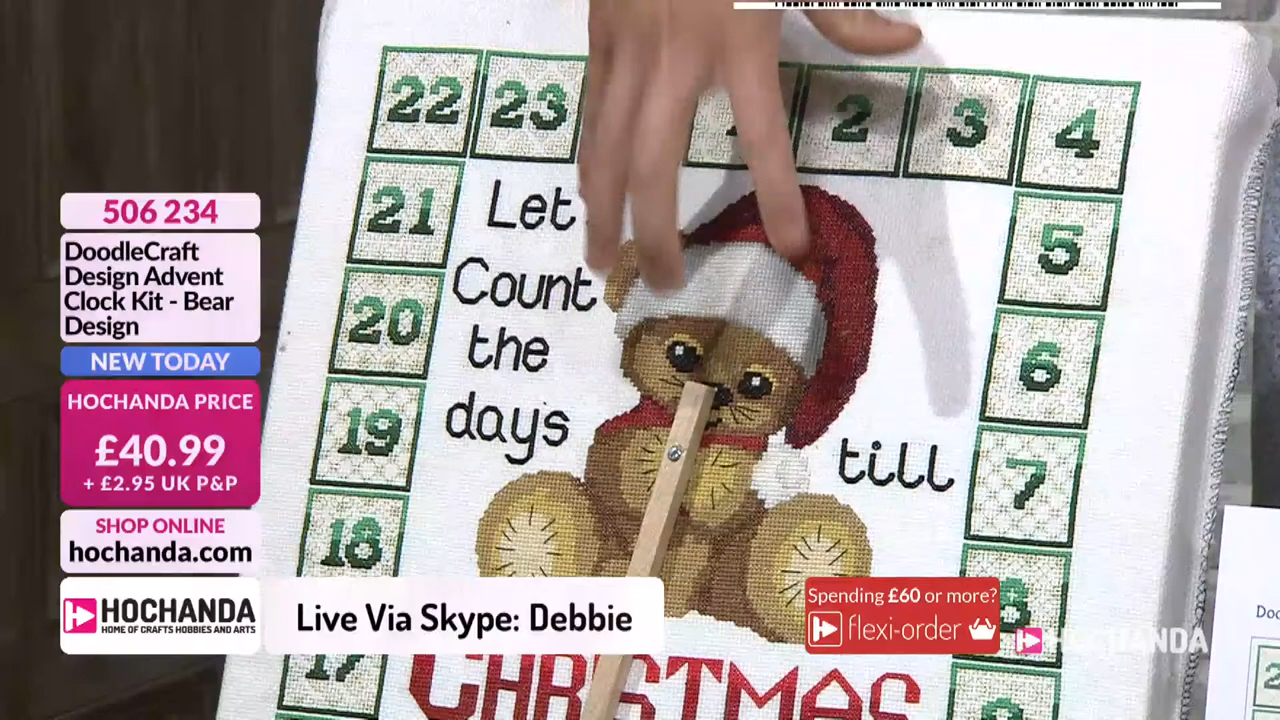 22 23 2 3 4
21 5
20 6
19 7
18 8
17 9
Let
Count
the
days
till
CHRISTMAS
506 234
DoodleCraft
Design Advent
Clock Kit - Bear
Design
NEW TODAY
HOCHANDA PRICE
£40.99
+ £2.95 UK P&P
SHOP ONLINE
hochanda.com
HOCHANDA
HOME OF CRAFTS HOBBIES AND ARTS
Live Via Skype: Debbie
Spending £60 or more?
flexi-order
HOCHANDA